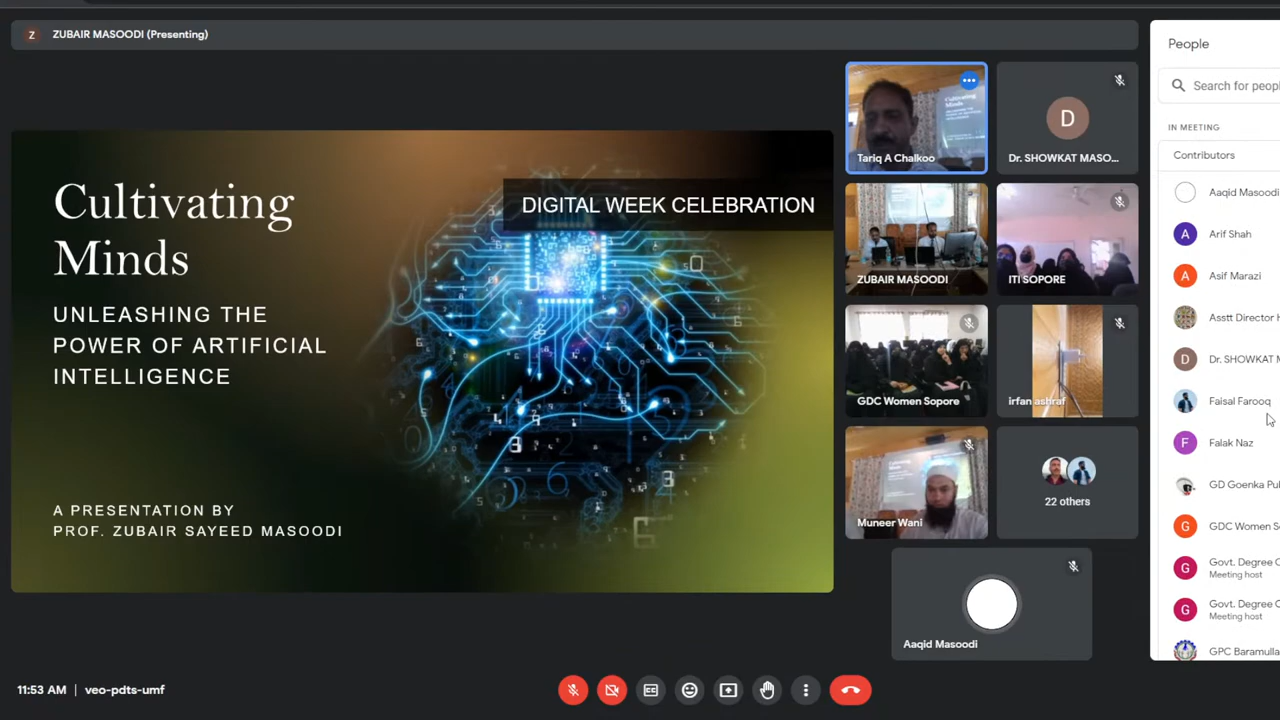 Z ZUBAIR MASOODI (Presenting)
Cultivating
Minds
DIGITAL WEEK CELEBRATION
UNLEASHING THE
POWER OF ARTIFICIAL
INTELLIGENCE
A PRESENTATION BY
PROF. ZUBAIR SAYEED MASOODI
Cultivating
Minds
Tariq A Chalkoo
D
Dr. SHOWKAT MASO...
ZUBAIR MASOODI
ITI SOPORE
GDC Women Sopore
irfan ashraf
Muneer Wani
22 others
Aaqid Masoodi
People
Search for peopl
IN MEETING
Contributors
Aaqid Masoodi
A Arif Shah
A Asif Marazi
Asstt Director
D Dr. SHOWKAT M
Faisal Farooq
F Falak Naz
GD Goenka Pu
G GDC Women S
G Govt. Degree C
Meeting host
G Govt. Degree C
Meeting host
GPC Baramulla
11:53 AM | veo-pdts-umf